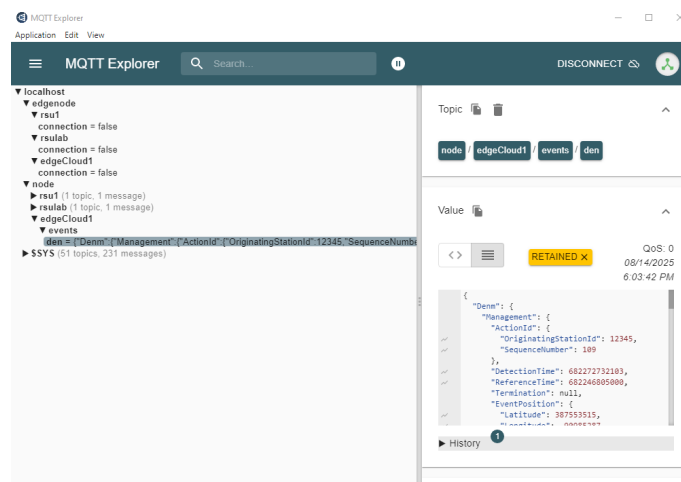 MQTT Explorer
Application Edit View
MQTT Explorer
Search...
DISCONNECT
▼ localhost
▼ edgenode
▼ rsu1
connection = false
▼ rsulab
connection = false
▼ edgeCloud1
connection = false
▼ node
▶ rsu1 (1 topic, 1 message)
▶ rsulab (1 topic, 1 message)
▼ edgeCloud1
▼ events
den = {"Denm":{"Management":{"ActionId":{"OriginatingStationId":12345,"SequenceNumbe
▶ $SYS (51 topics, 231 messages)
Topic
node / edgeCloud1 / events / den
Value
<> RETAINED ×
QoS: 0
08/14/2025
6:03:42 PM
{
"Denm": {
"Management": {
"ActionId": {
"OriginatingStationId": 12345,
"SequenceNumber": 109
},
"DetectionTime": 682272732103,
"ReferenceTime": 682246805000,
"Termination": null,
"EventPosition": {
"Latitude": 387553515,
▶ History 1